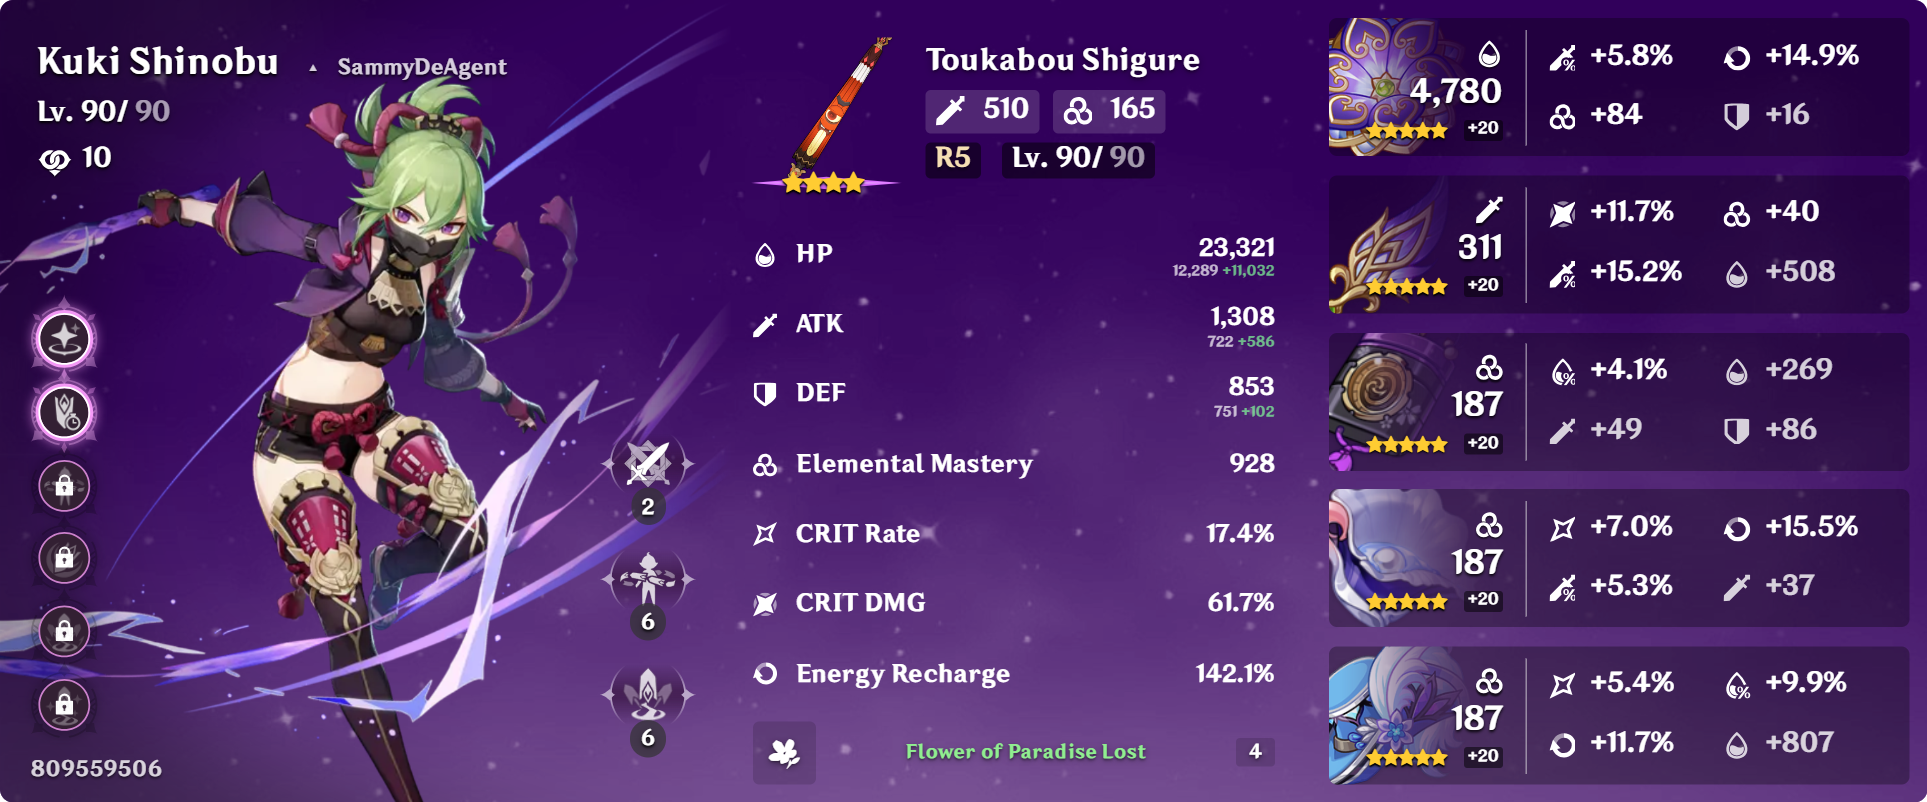 Kuki Shinobu ▲ SammyDeAgent
Lv. 90/ 90
10
2
6
6
809559506
Toukabou Shigure
510 165
R5 Lv. 90/ 90
HP 23,321
12,289 +11,032
ATK 1,308
722 +586
DEF 853
751 +102
Elemental Mastery 928
CRIT Rate 17.4%
CRIT DMG 61.7%
Energy Recharge 142.1%
Flower of Paradise Lost 4
4,780
+20
+5.8% +14.9%
+84 +16
311
+20
+11.7% +40
+15.2% +508
187
+20
+4.1% +269
+49 +86
187
+20
+7.0% +15.5%
+5.3% +37
187
+20
+5.4% +9.9%
+11.7% +807